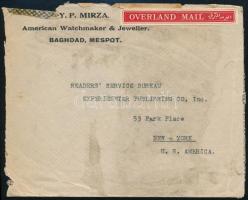 Y. P. MIRZA.
OVERLAND MAIL
American Watchmaker & Jeweller.
BAGHDAD, MESPOT.
READERS' SERVICE BUREAU
EXPERIMENTER PUBLISHING CO, Inc.
53 Park Place
NEW - YORK
U. S. AMERICA.